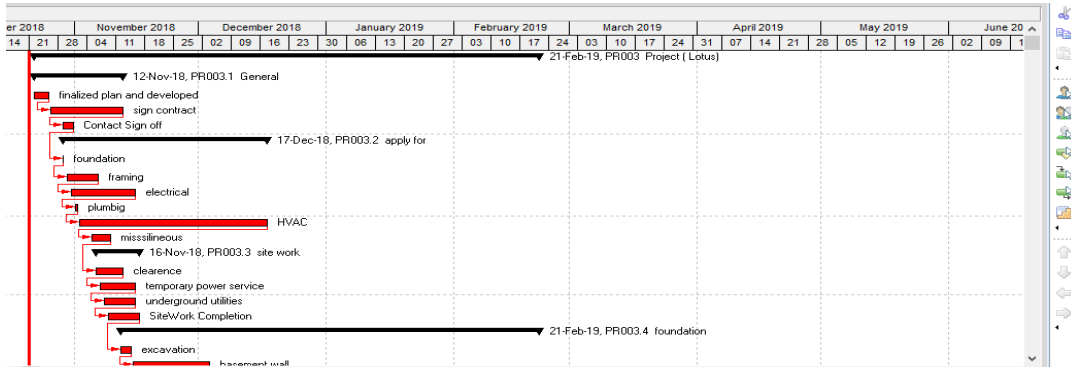 er 2018 November 2018 December 2018 January 2019 February 2019 March 2019 April 2019 May 2019 June 20
14 21 28 04 11 18 25 02 09 16 23 30 06 13 20 27 03 10 17 24 03 10 17 24 31 07 14 21 28 05 12 19 26 02 09 1
21-Feb-19, PR003 Project ( Lotus)
12-Nov-18, PR003.1 General
finalized plan and developed
sign contract
Contact Sign off
17-Dec-18, PR003.2 apply for
foundation
framing
electrical
plumbig
HVAC
misssilineous
16-Nov-18, PR003.3 site work
clearence
temporary power service
underground utilities
SiteWork Completion
21-Feb-19, PR003.4 foundation
excavation
basement wall